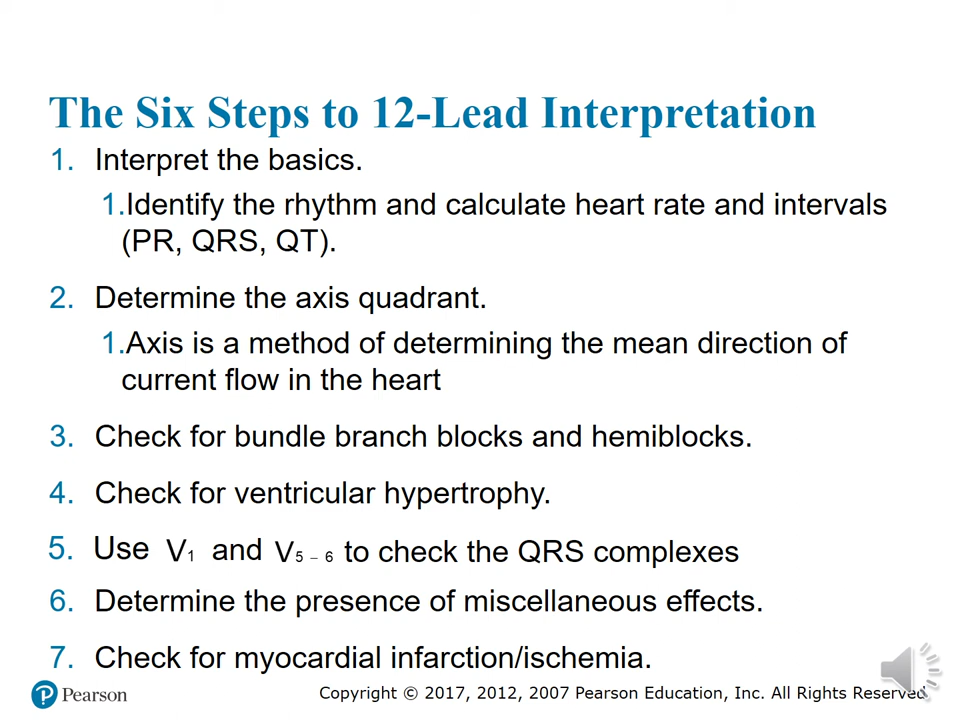 The Six Steps to 12-Lead Interpretation
1. Interpret the basics.
1.Identify the rhythm and calculate heart rate and intervals
(PR, QRS, QT).
2. Determine the axis quadrant.
1.Axis is a method of determining the mean direction of
current flow in the heart
3. Check for bundle branch blocks and hemiblocks.
4. Check for ventricular hypertrophy.
5. Use V1 and V5 – 6 to check the QRS complexes
6. Determine the presence of miscellaneous effects.
7. Check for myocardial infarction/ischemia.
Pearson
Copyright © 2017, 2012, 2007 Pearson Education, Inc. All Rights Reserved